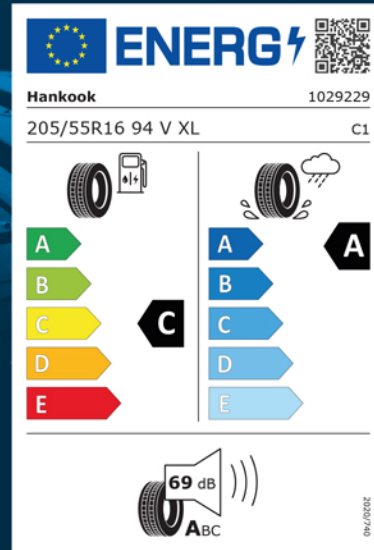 ENERG
Hankook 1029229
205/55R16 94 V XL C1
A A A
B B
C C C
D D
E E
69 dB
ABC
2020/740